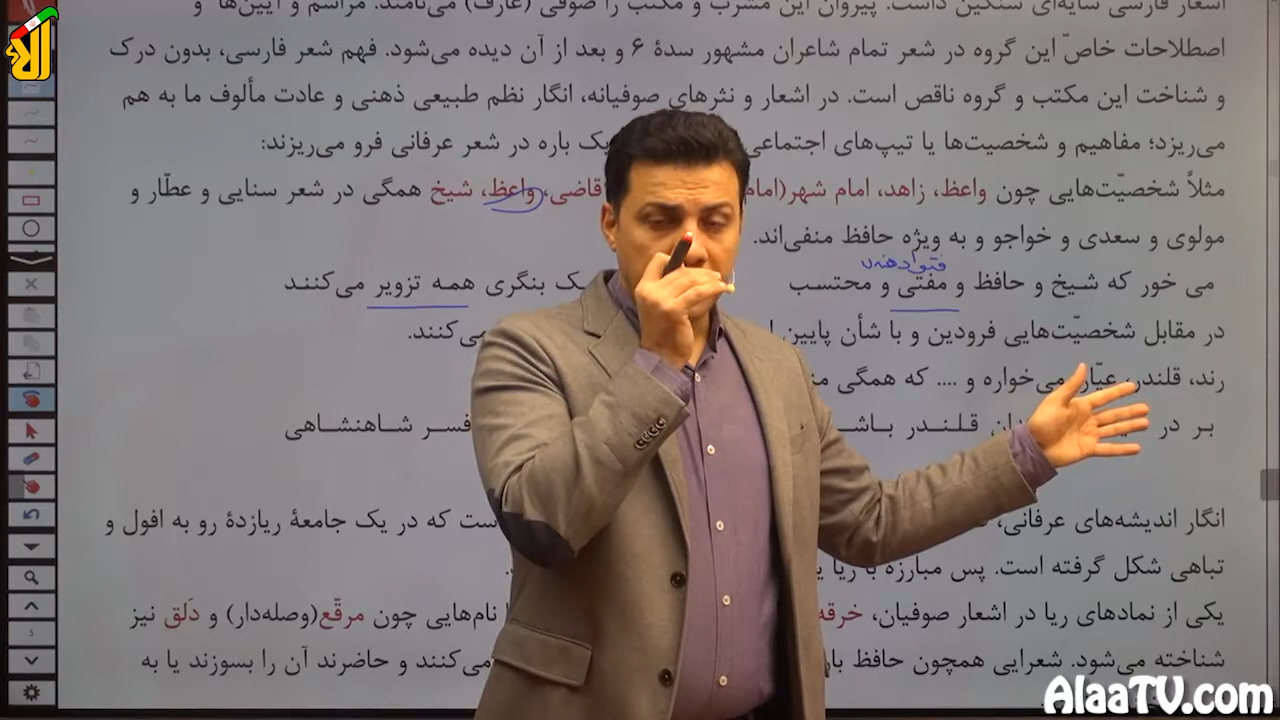 اشعار فارسی سایه‌ای سنگین داشت. پیروان این مشرب و مکتب را صوفی (عارف) می‌نامند. مراسم و آیین‌ها و
اصطلاحات خاصّ این گروه در شعر تمام شاعران مشهور سدهٔ ۶ و بعد از آن دیده می‌شود. فهم شعر فارسی، بدون درک
و شناخت این مکتب و گروه ناقص است. در اشعار و نثرهای صوفیانه، انگار نظم طبیعی ذهنی و عادت مألوف ما به هم
می‌ریزد؛ مفاهیم و شخصیت‌ها یا تیپ‌های اجتماعی یک باره در شعر عرفانی فرو می‌ریزند:
مثلاً شخصیّت‌هایی چون واعظ، زاهد، امام شهر(امام قاضی، واعظ، شیخ همگی در شعر سنایی و عطّار و
مولوی و سعدی و خواجو و به ویژه حافظ منفی‌اند.
فتوا دهنده
می خور که شیخ و حافظ و مفتی و محتسب یک بنگری همه تزویر می‌کنند
در مقابل شخصیّت‌هایی فرودین و با شأن پایین می‌کنند.
رند، قلندر، عیّار، می‌خواره و .... که همگی
بر در قلندر باشند افسر شاهنشاهی
انگار اندیشه‌های عرفانی، است که در یک جامعهٔ ریازدهٔ رو به افول و
تباهی شکل گرفته است. پس مبارزه با ریا
یکی از نمادهای ریا در اشعار صوفیان، خرقه نام‌هایی چون مرقّع(وصله‌دار) و دَلق نیز
شناخته می‌شود. شعرایی همچون حافظ بارها می‌کنند و حاضرند آن را بسوزند یا به
الا
AlaaTV.com